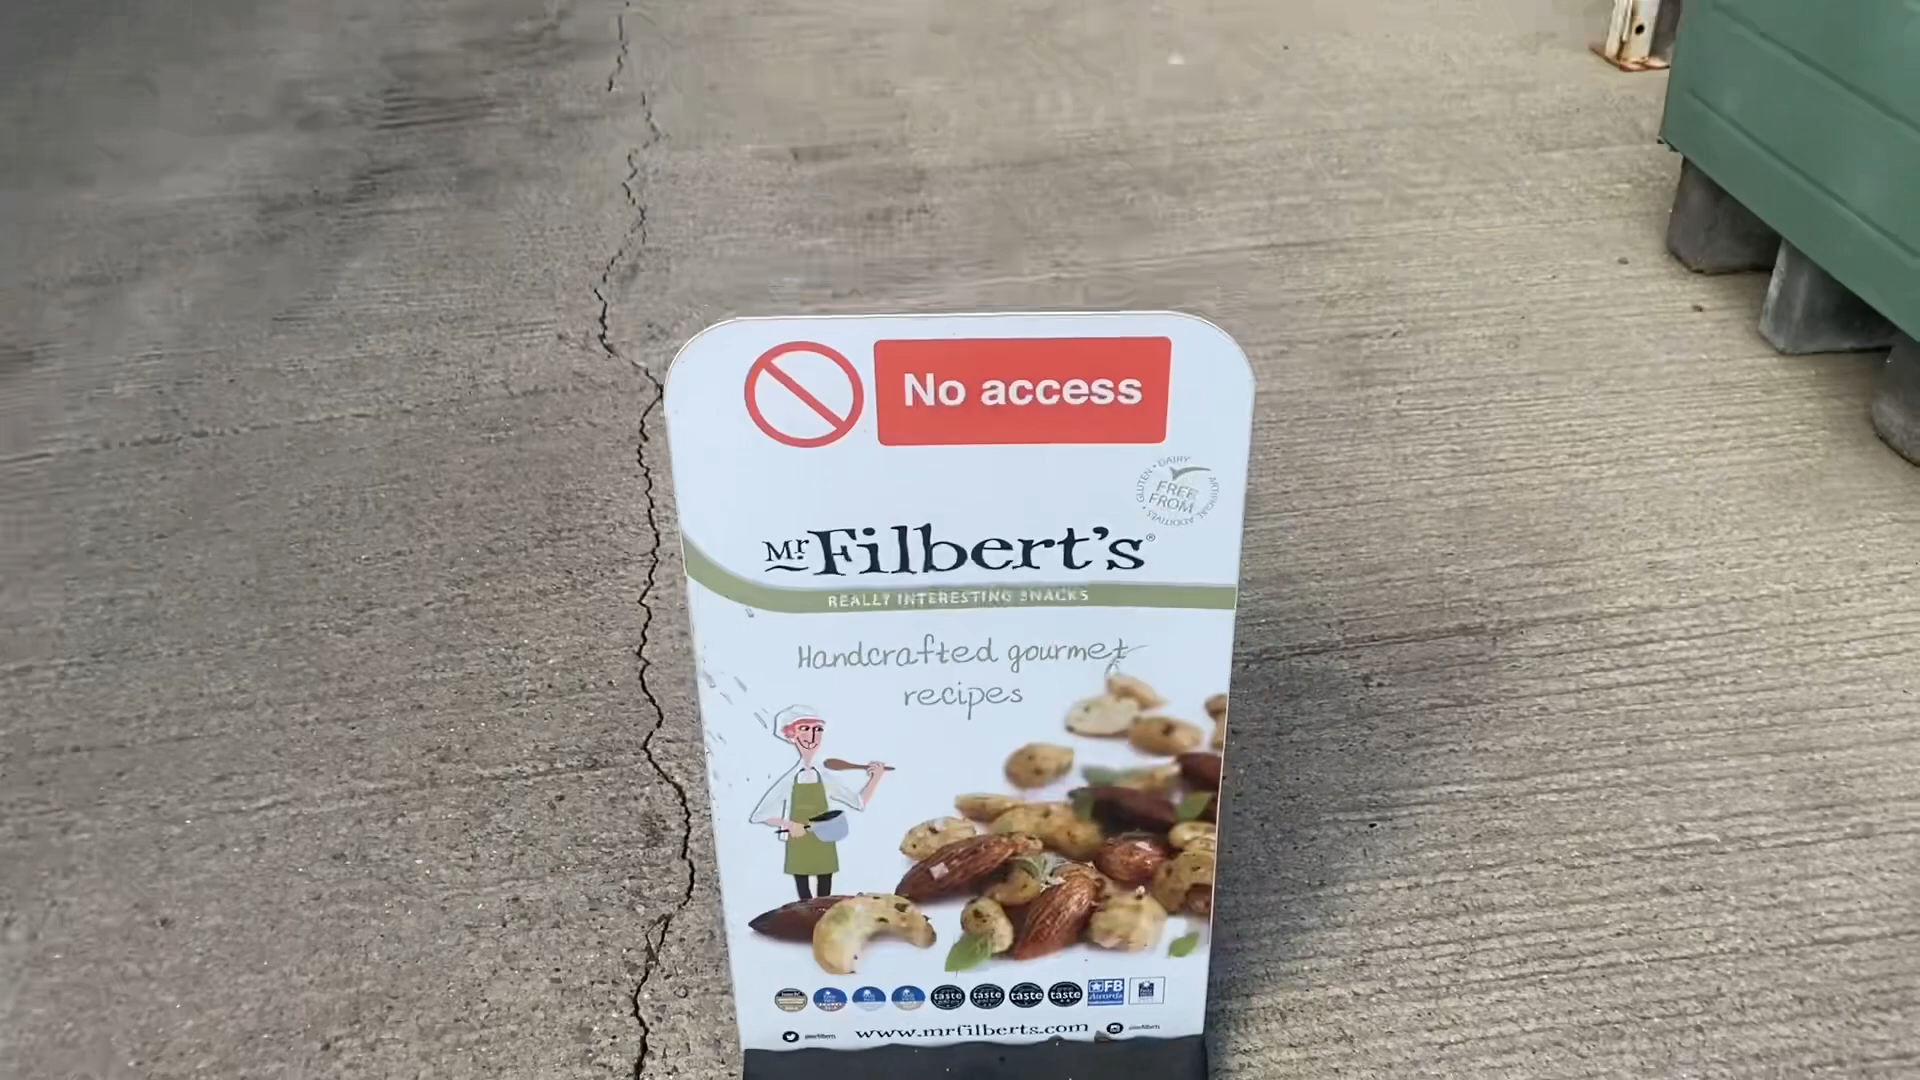 No access
GLUTEN • DAIRY
ARTIFICIAL ADDITIVES •
FREE
FROM
Mr Filbert's®
REALLY INTERESTING SNACKS
Handcrafted gourmet
recipes
taste taste taste taste
FB
Awards
www.mrfilberts.com